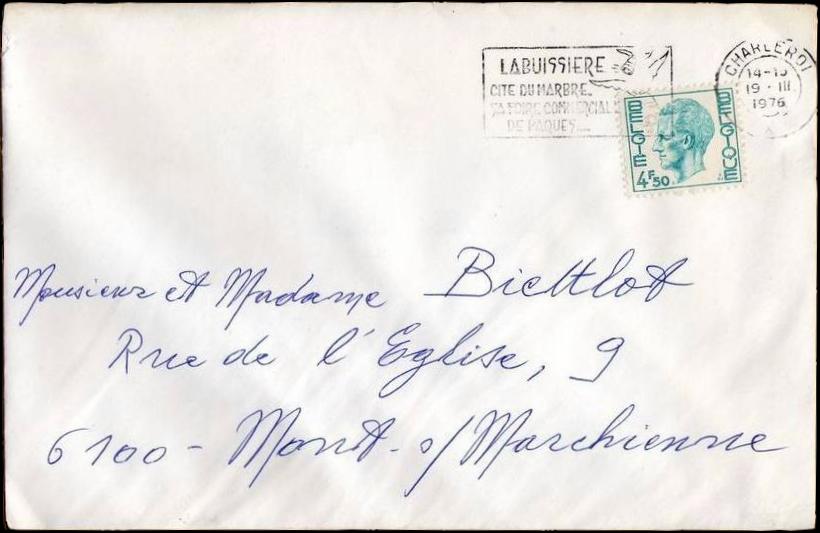 LABUISSIERE
CITE DU MARBRE
SA FOIRE COMMERCIALE
DE PAQUES...
CHARLEROI
14-15
19 · III
1976
BELGIE
BELGIQUE
4F50
Monsieur et Madame Biettlot
Rue de l'Eglise, 9
6100 - Mont-s/Marchienne